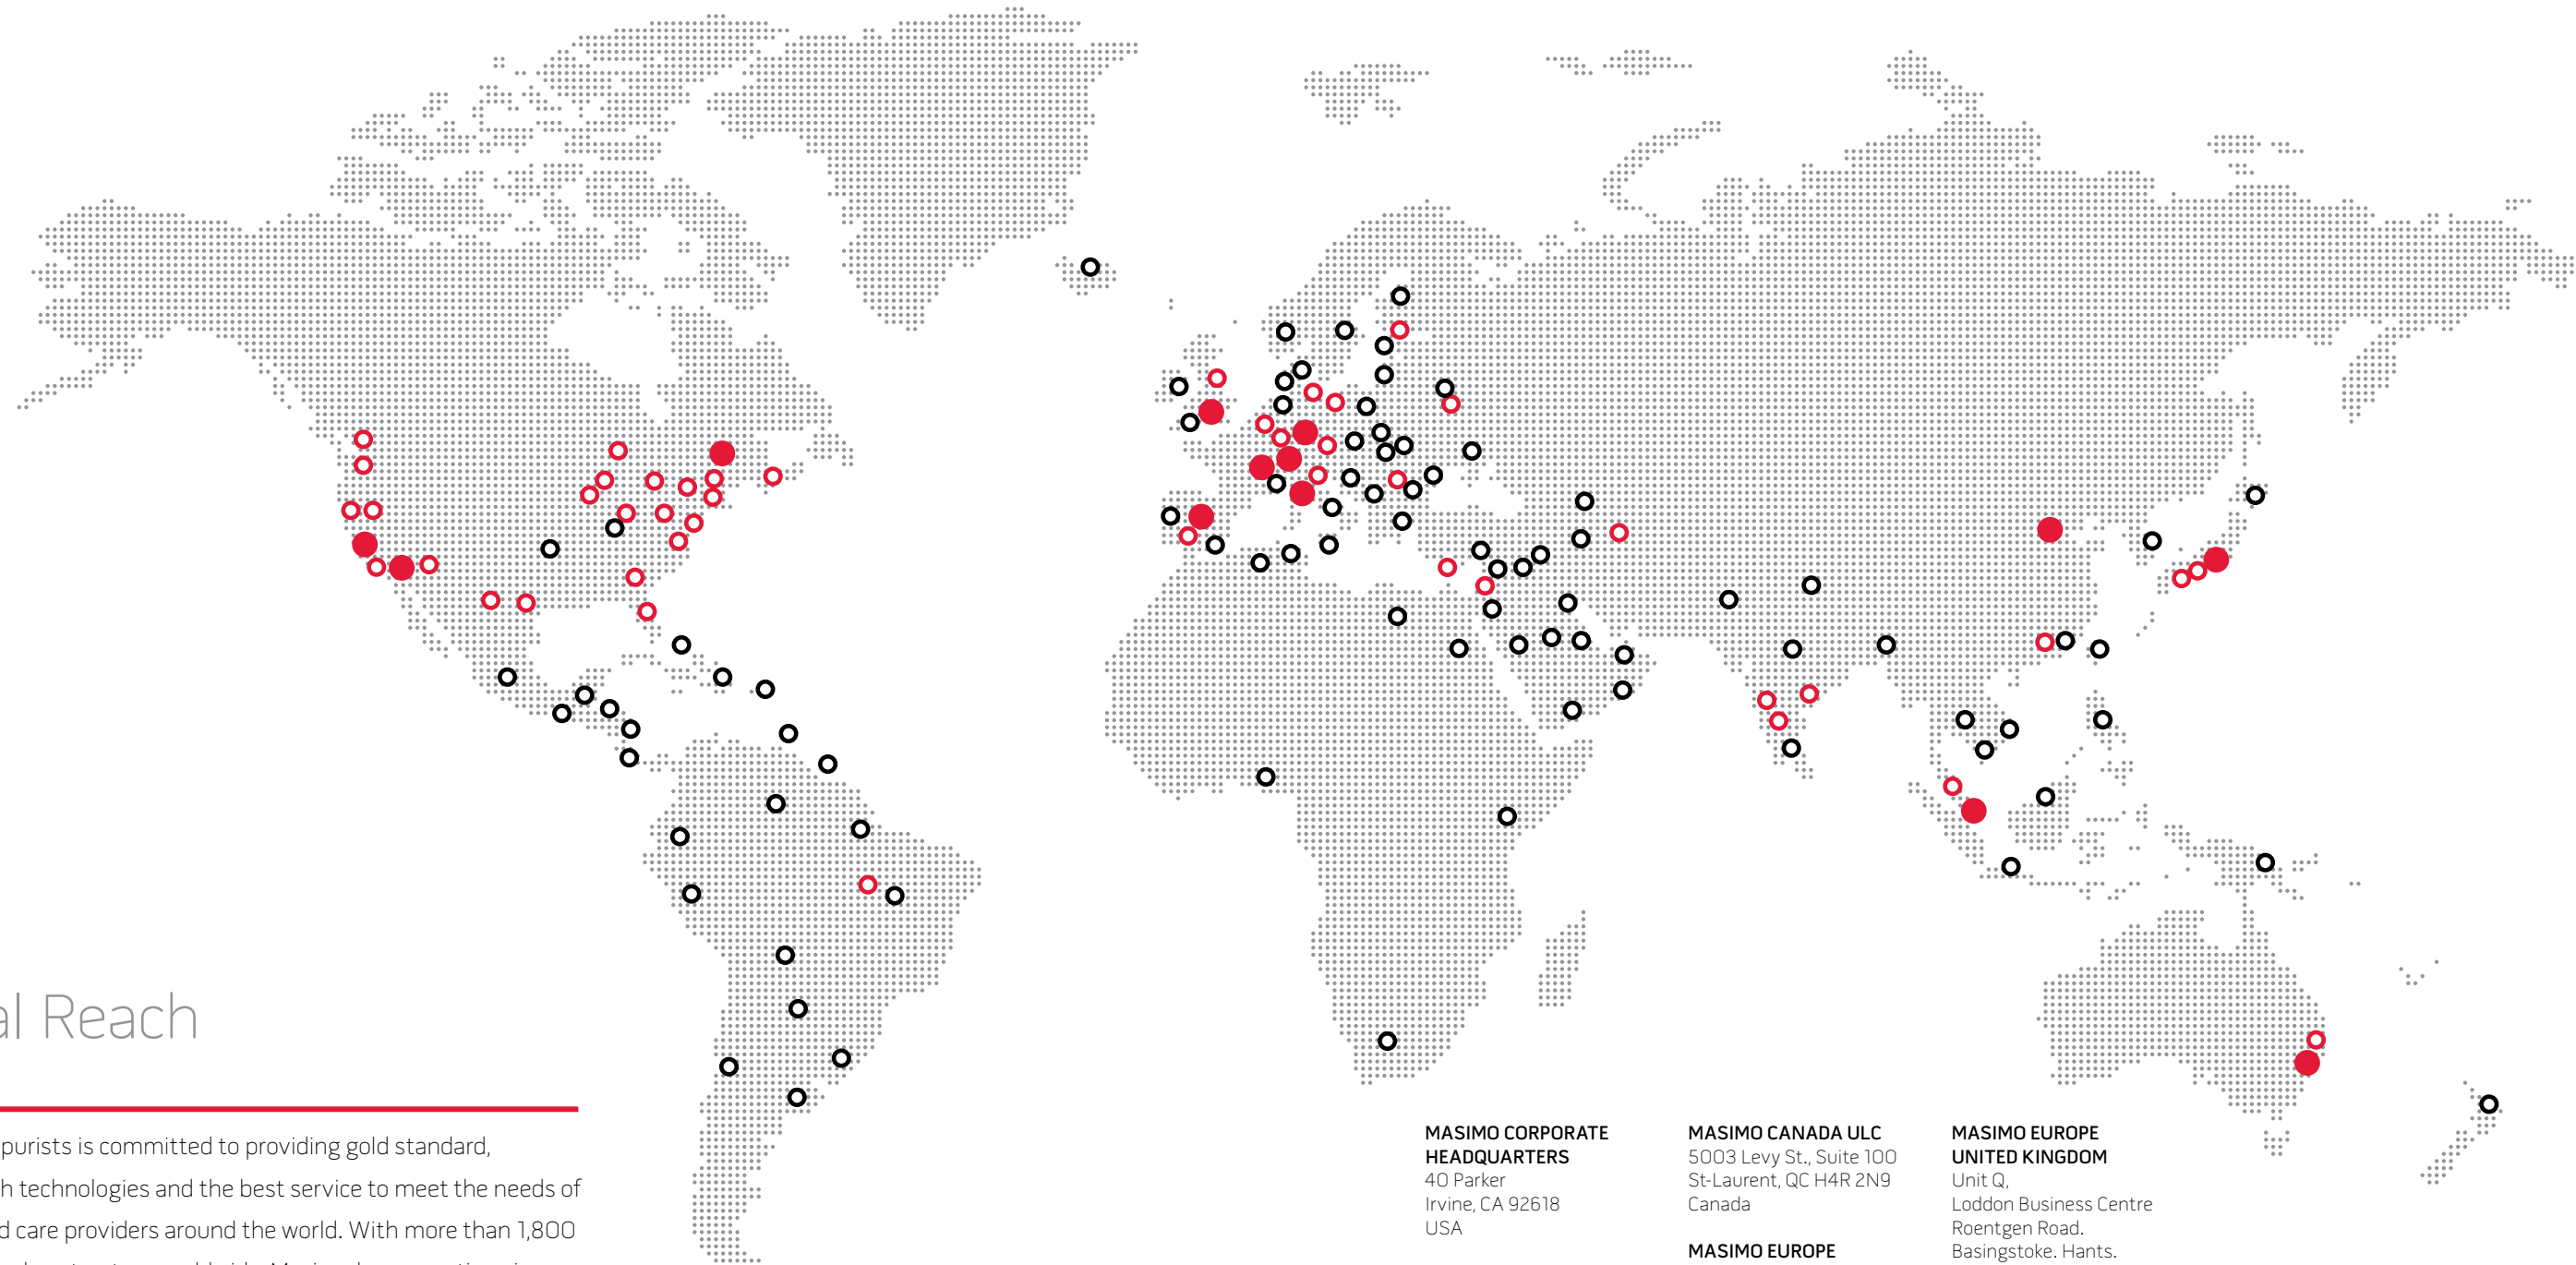 al Reach
purists is committed to providing gold standard,
h technologies and the best service to meet the needs of
d care providers around the world. With more than 1,800
MASIMO CORPORATE
HEADQUARTERS
40 Parker
Irvine, CA 92618
USA
MASIMO CANADA ULC
5003 Levy St., Suite 100
St-Laurent, QC H4R 2N9
Canada
MASIMO EUROPE
MASIMO EUROPE
UNITED KINGDOM
Unit Q,
Loddon Business Centre
Roentgen Road.
Basingstoke. Hants.